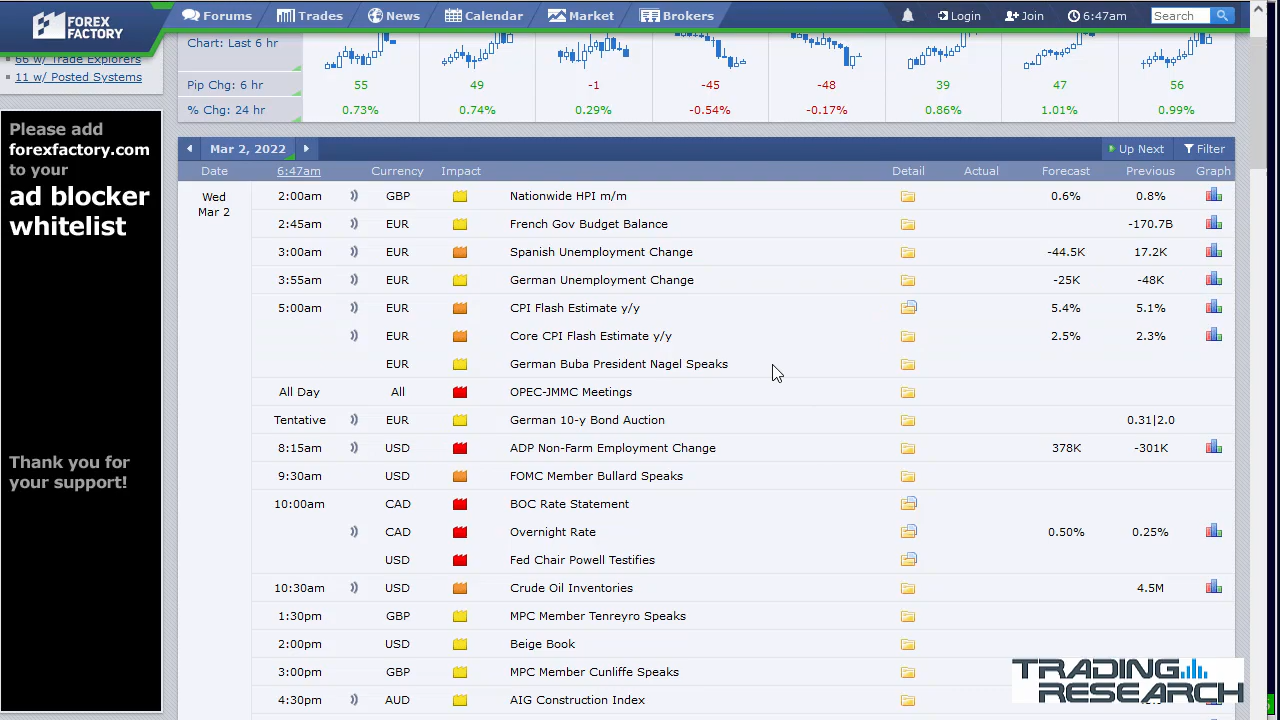 FOREX FACTORY
Forums Trades News Calendar Market Brokers Login Join 6:47am Search
66 w/ Trade Explorers
11 w/ Posted Systems
Please add
forexfactory.com
to your
ad blocker
whitelist
Thank you for
your support!
Chart: Last 6 hr
Pip Chg: 6 hr 55 49 -1 -45 -48 39 47 56
% Chg: 24 hr 0.73% 0.74% 0.29% -0.54% -0.17% 0.86% 1.01% 0.99%
Mar 2, 2022 Up Next Filter
Date 6:47am Currency Impact Detail Actual Forecast Previous Graph
Wed
Mar 2
2:00am GBP Nationwide HPI m/m 0.6% 0.8%
2:45am EUR French Gov Budget Balance -170.7B
3:00am EUR Spanish Unemployment Change -44.5K 17.2K
3:55am EUR German Unemployment Change -25K -48K
5:00am EUR CPI Flash Estimate y/y 5.4% 5.1%
EUR Core CPI Flash Estimate y/y 2.5% 2.3%
EUR German Buba President Nagel Speaks
All Day All OPEC-JMMC Meetings
Tentative EUR German 10-y Bond Auction 0.31|2.0
8:15am USD ADP Non-Farm Employment Change 378K -301K
9:30am USD FOMC Member Bullard Speaks
10:00am CAD BOC Rate Statement
CAD Overnight Rate 0.50% 0.25%
USD Fed Chair Powell Testifies
10:30am USD Crude Oil Inventories 4.5M
1:30pm GBP MPC Member Tenreyro Speaks
2:00pm USD Beige Book
3:00pm GBP MPC Member Cunliffe Speaks
4:30pm AUD AIG Construction Index
TRADING
RESEARCH